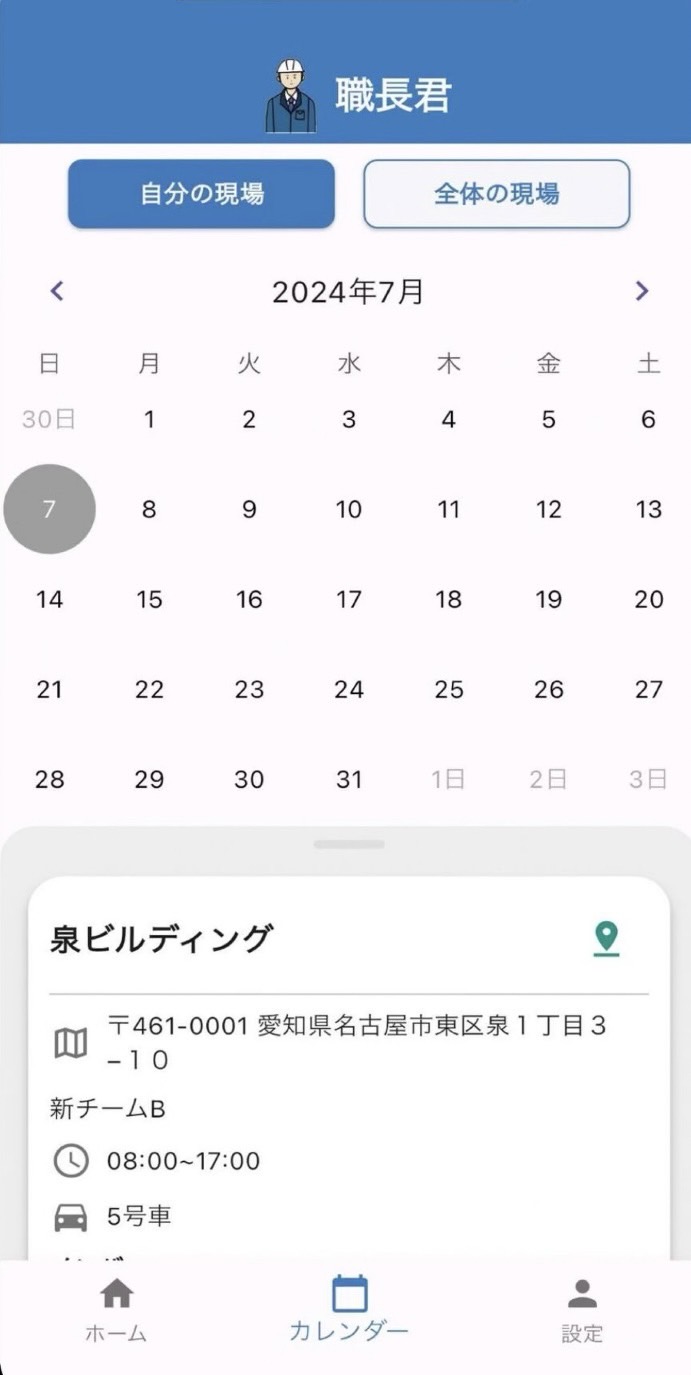 職長君
自分の現場
全体の現場
2024年7月
日 月 火 水 木 金 土
30日 1 2 3 4 5 6
7 8 9 10 11 12 13
14 15 16 17 18 19 20
21 22 23 24 25 26 27
28 29 30 31 1日 2日 3日
泉ビルディング
〒461-0001 愛知県名古屋市東区泉１丁目３
−１０
新チームB
08:00~17:00
5号車
ホーム
カレンダー
設定